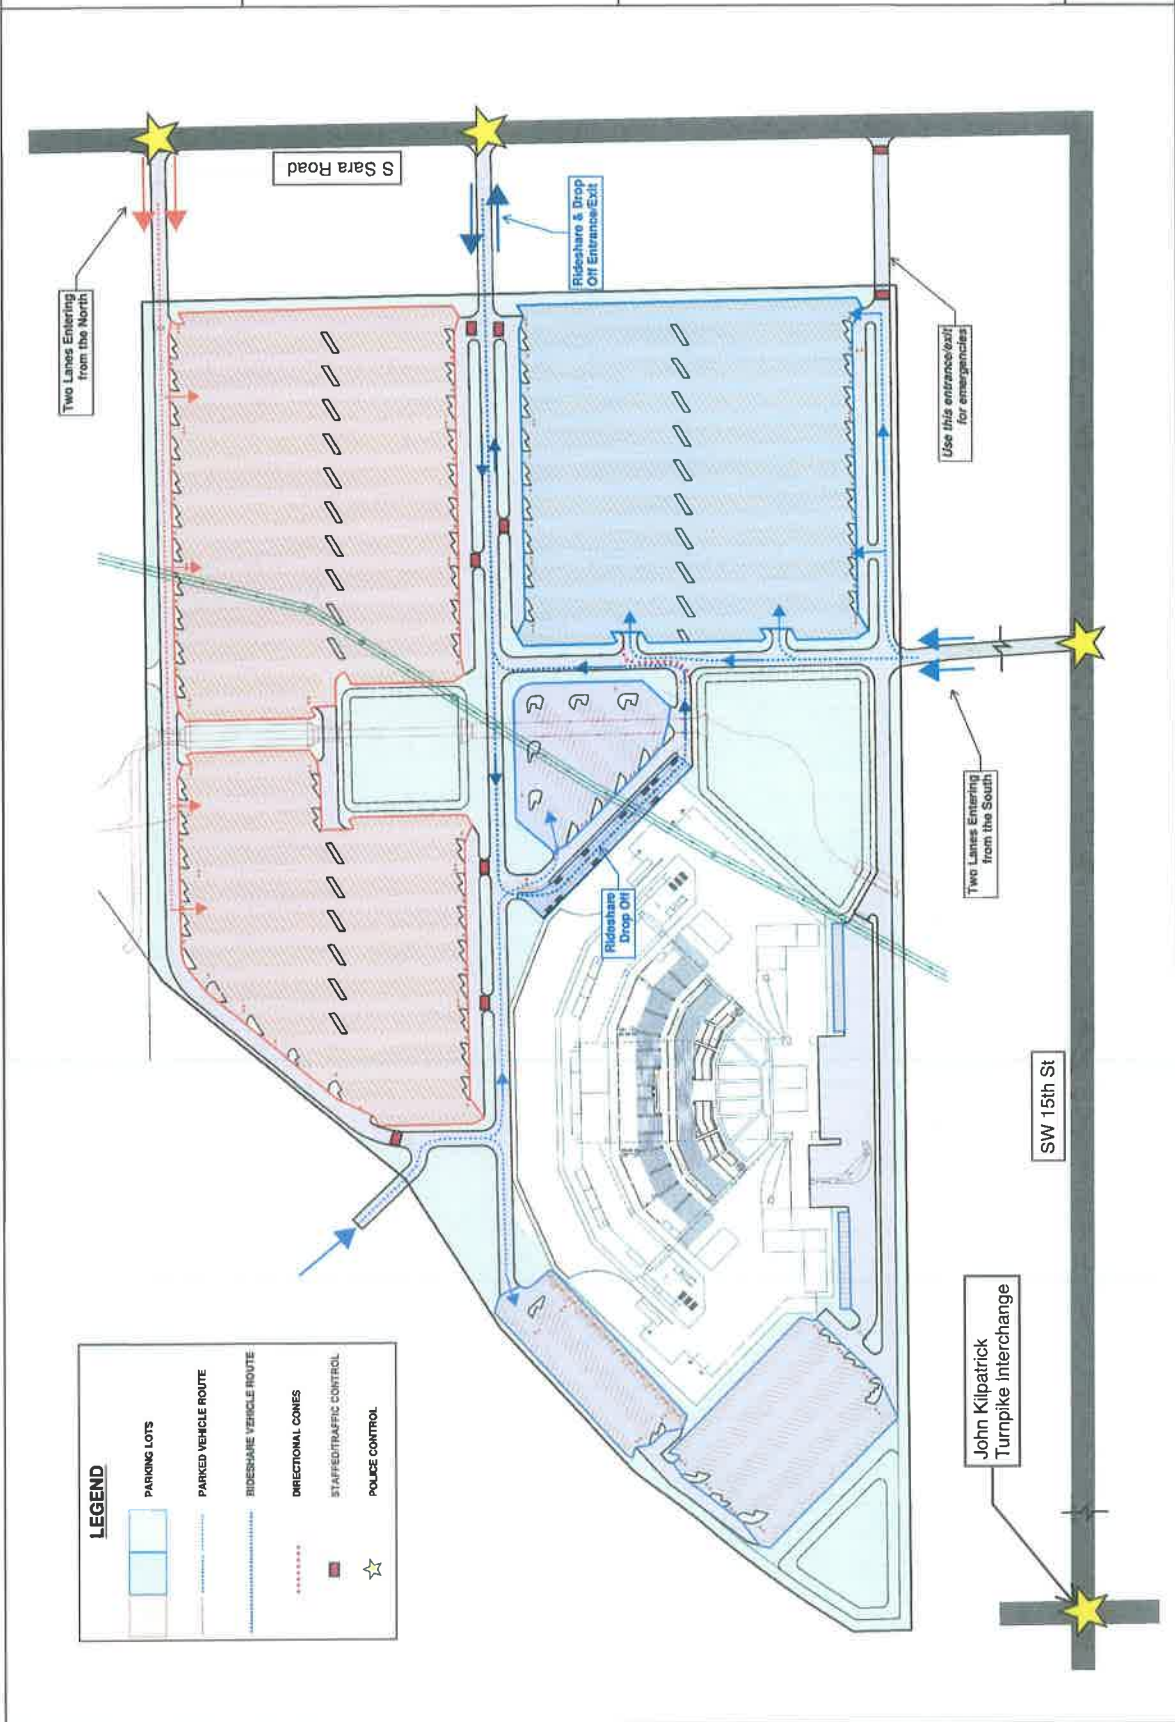 LEGEND
PARKING LOTS
PARKED VEHICLE ROUTE
RIDESHARE VEHICLE ROUTE
DIRECTIONAL CONES
STAFFED/TRAFFIC CONTROL
POLICE CONTROL
Two Lanes Entering
from the North
S Sara Road
Rideshare & Drop
Off Entrance/Exit
Use this entrance/exit
for emergencies
Rideshare
Drop Off
Two Lanes Entering
from the South
SW 15th St
John Kilpatrick
Turnpike Interchange